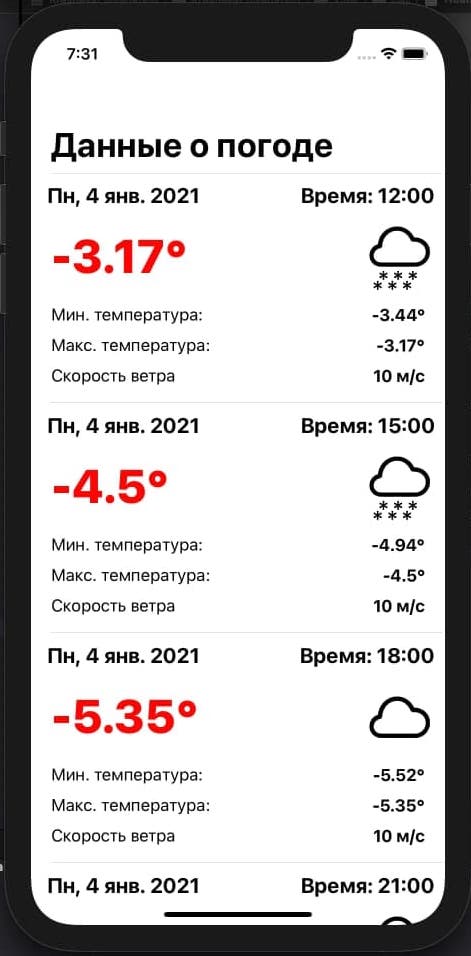 7:31
Данные о погоде
Пн, 4 янв. 2021 Время: 12:00
-3.17°
Мин. температура: -3.44°
Макс. температура: -3.17°
Скорость ветра 10 м/с
Пн, 4 янв. 2021 Время: 15:00
-4.5°
Мин. температура: -4.94°
Макс. температура: -4.5°
Скорость ветра 10 м/с
Пн, 4 янв. 2021 Время: 18:00
-5.35°
Мин. температура: -5.52°
Макс. температура: -5.35°
Скорость ветра 10 м/с
Пн, 4 янв. 2021 Время: 21:00